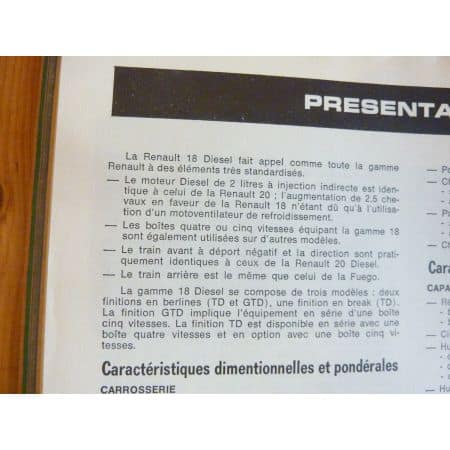 PRESENTA
La Renault 18 Diesel fait appel comme toute la gamme
Renault à des éléments très standardisés.
— Le moteur Diesel de 2 litres à injection indirecte est iden-
tique à celui de la Renault 20 ; l'augmentation de 2,5 che-
vaux en faveur de la Renault 18 n'étant dû qu'à l'utilisa-
tion d'un motoventilateur de refroidissement.
— Les boîtes quatre ou cinq vitesses équipant la gamme 18
sont également utilisées sur d'autres modèles.
— Le train avant à déport négatif et la direction sont prati-
quement identiques à ceux de la Renault 20 Diesel.
— Le train arrière est le même que celui de la Fuego.
La gamme 18 Diesel se compose de trois modèles : deux
finitions en berlines (TD et GTD), une finition en break (TD).
La finition GTD implique l'équipement en série d'une boîte
cinq vitesses. La finition TD est disponible en série avec une
boîte quatre vitesses et en option avec une boîte cinq vi-
tesses.
Caractéristiques dimentionnelles et pondérales
CARROSSERIE